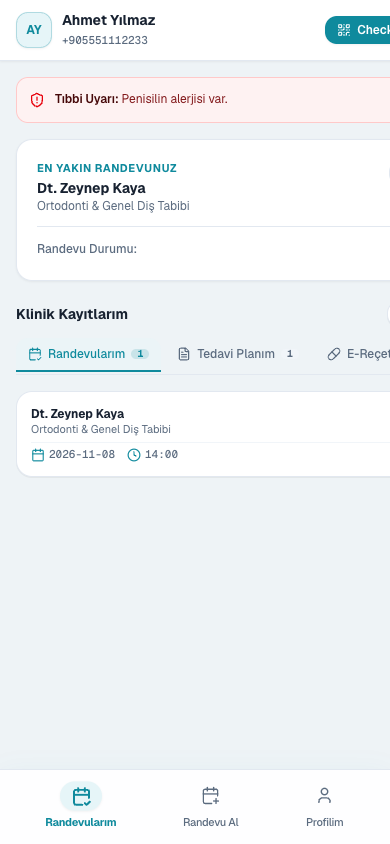 AY
Ahmet Yılmaz
+905551112233
Check
Tıbbi Uyarı: Penisilin alerjisi var.
EN YAKIN RANDEVUNUZ
Dt. Zeynep Kaya
Ortodonti & Genel Diş Tabibi
Randevu Durumu:
Klinik Kayıtlarım
Randevularım 1
Tedavi Planım 1
E-Reçet
Dt. Zeynep Kaya
Ortodonti & Genel Diş Tabibi
2026-11-08 14:00
Randevularım
Randevu Al
Profilim